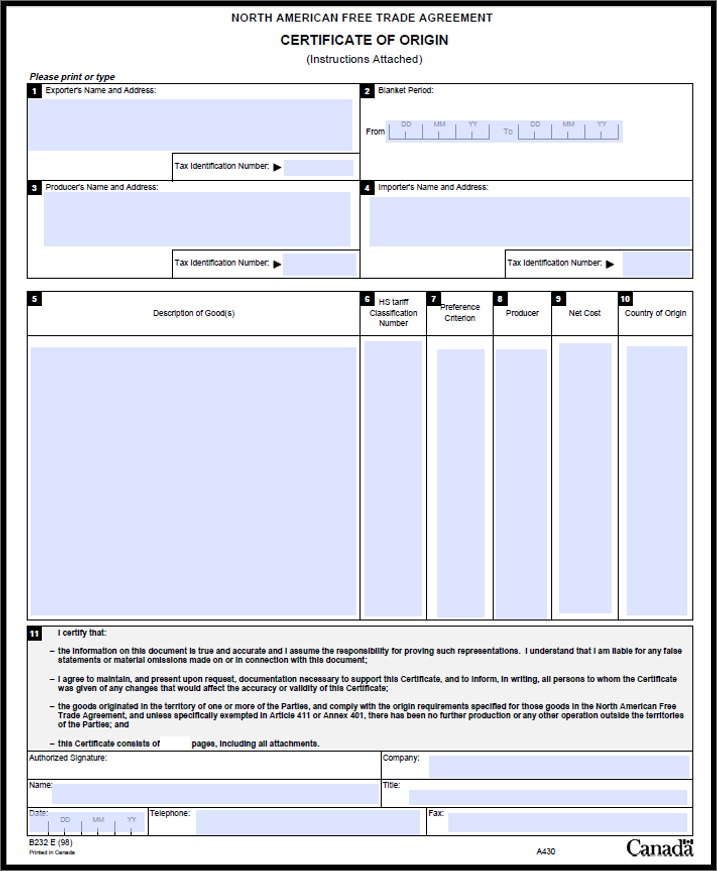 NORTH AMERICAN FREE TRADE AGREEMENT
CERTIFICATE OF ORIGIN
(Instructions Attached)
Please print or type
1 Exporter's Name and Address:
2 Blanket Period:
From DD MM YY To DD MM YY
Tax Identification Number:
3 Producer's Name and Address:
4 Importer's Name and Address:
Tax Identification Number:
Tax Identification Number:
5 Description of Good(s)
6 HS tariff
Classification
Number
7 Preference
Criterion
8 Producer
9 Net Cost
10 Country of Origin
11 I certify that:
– the information on this document is true and accurate and I assume the responsibility for proving such representations. I understand that I am liable for any false
statements or material omissions made on or in connection with this document;
– I agree to maintain, and present upon request, documentation necessary to support this Certificate, and to inform, in writing, all persons to whom the Certificate
was given of any changes that would affect the accuracy or validity of this Certificate;
– the goods originated in the territory of one or more of the Parties, and comply with the origin requirements specified for those goods in the North American Free
Trade Agreement, and unless specifically exempted in Article 411 or Annex 401, there has been no further production or any other operation outside the territories
of the Parties; and
– this Certificate consists of pages, including all attachments.
Authorized Signature:
Company:
Name:
Title:
Date: DD MM YY
Telephone:
Fax:
B232 E (98)
Printed in Canada
A430
Canada